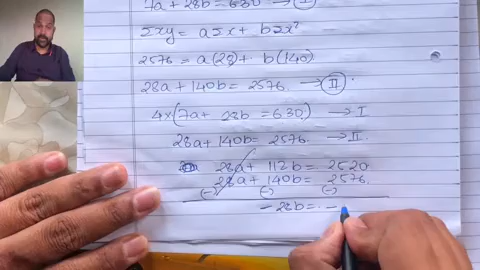 7a + 28b = 630 → I
Σxy = aΣx + bΣx²
2576 = a(28) + b(140)
28a + 140b = 2576. → II.
4×(7a + 28b = 630) → I
28a + 140b = 2576. → II.
28a + 112b = 2520
28a + 140b = 2576.
(-) (-) (-)
- 28b = -